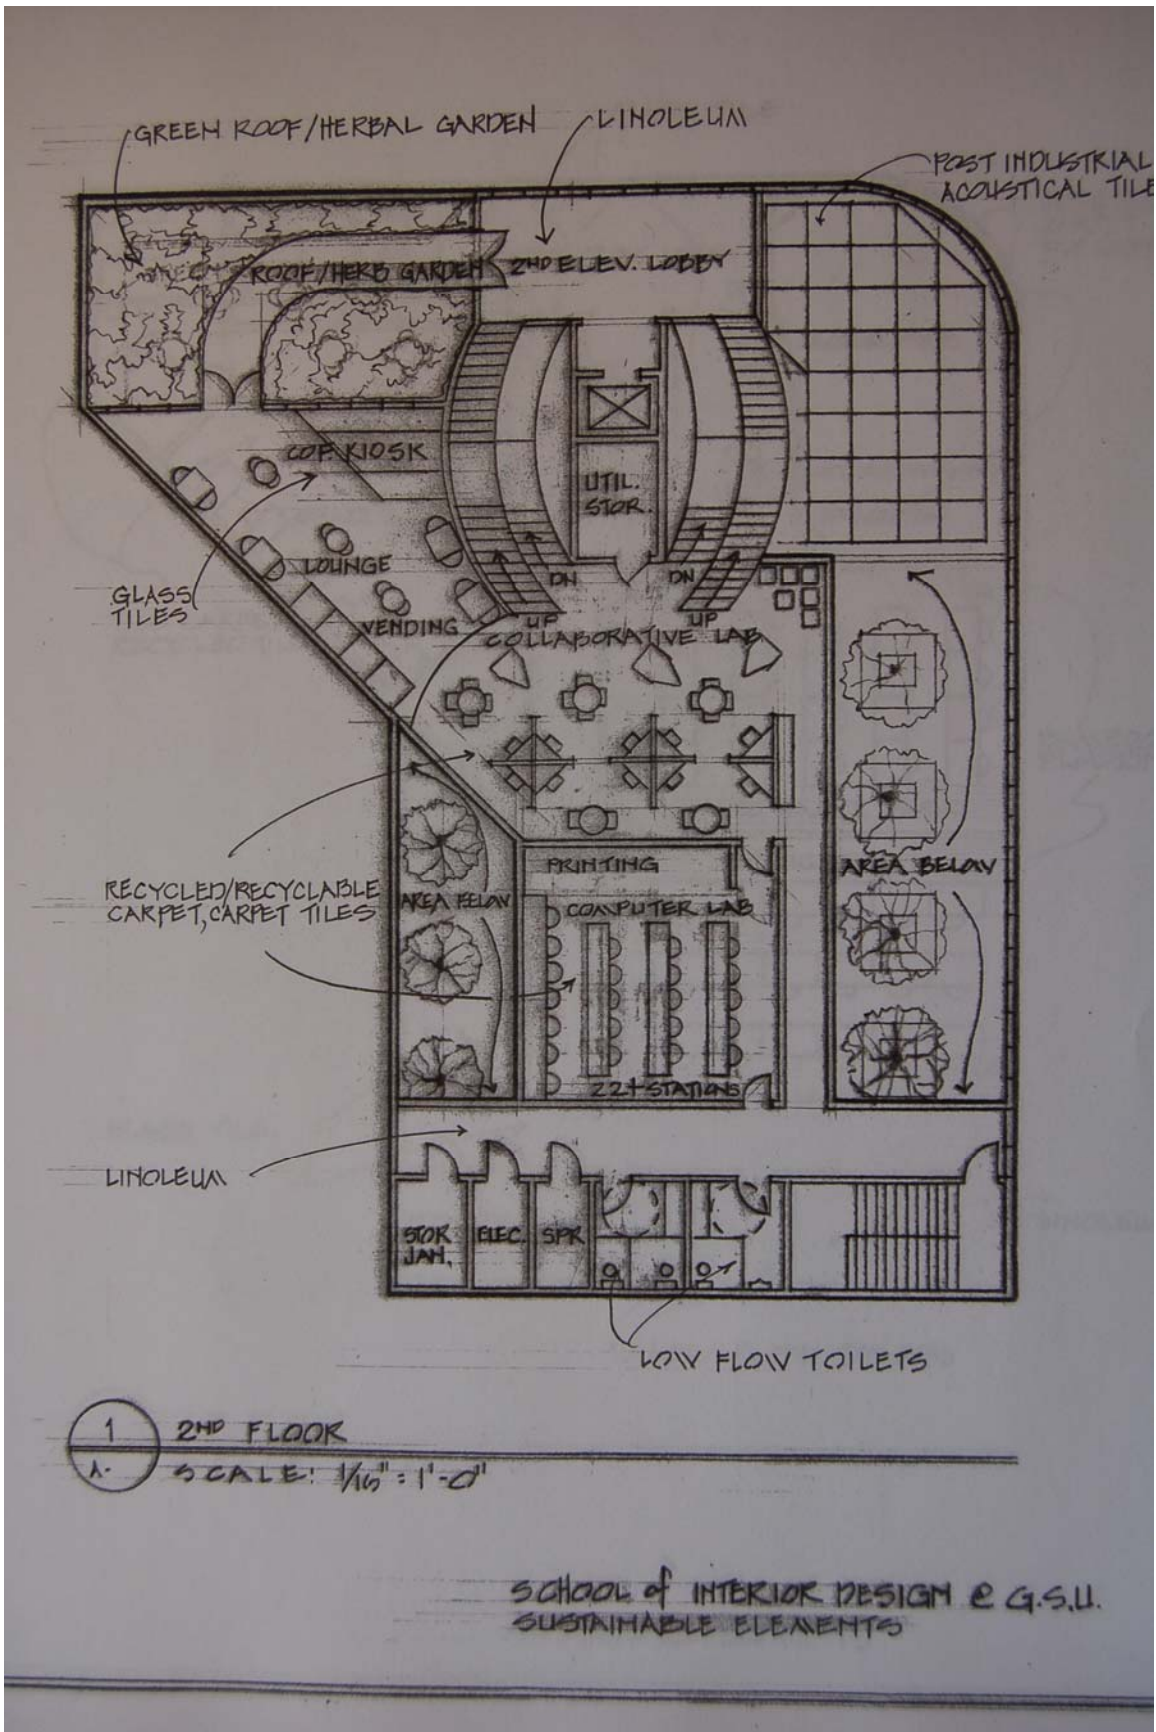 GREEN ROOF/HERBAL GARDEN
LINOLEUM
POST INDUSTRIAL
ACOUSTICAL TILE
ROOF/HERB GARDEN
2ND ELEV. LOBBY
COF. KIOSK
UTIL.
STOR.
LOUNGE
GLASS
TILES
VENDING
DN
DN
UP
UP
COLLABORATIVE LAB
PRINTING
AREA BELOW
RECYCLED/RECYCLABLE
CARPET, CARPET TILES
AREA BELOW
COMPUTER LAB
22+ STATIONS
LINOLEUM
STOR
JAN.
ELEC.
SPR
LOW FLOW TOILETS
1
2ND FLOOR
A-
SCALE: 1/16" = 1'-0"
SCHOOL of INTERIOR DESIGN @ G.S.U.
SUSTAINABLE ELEMENTS